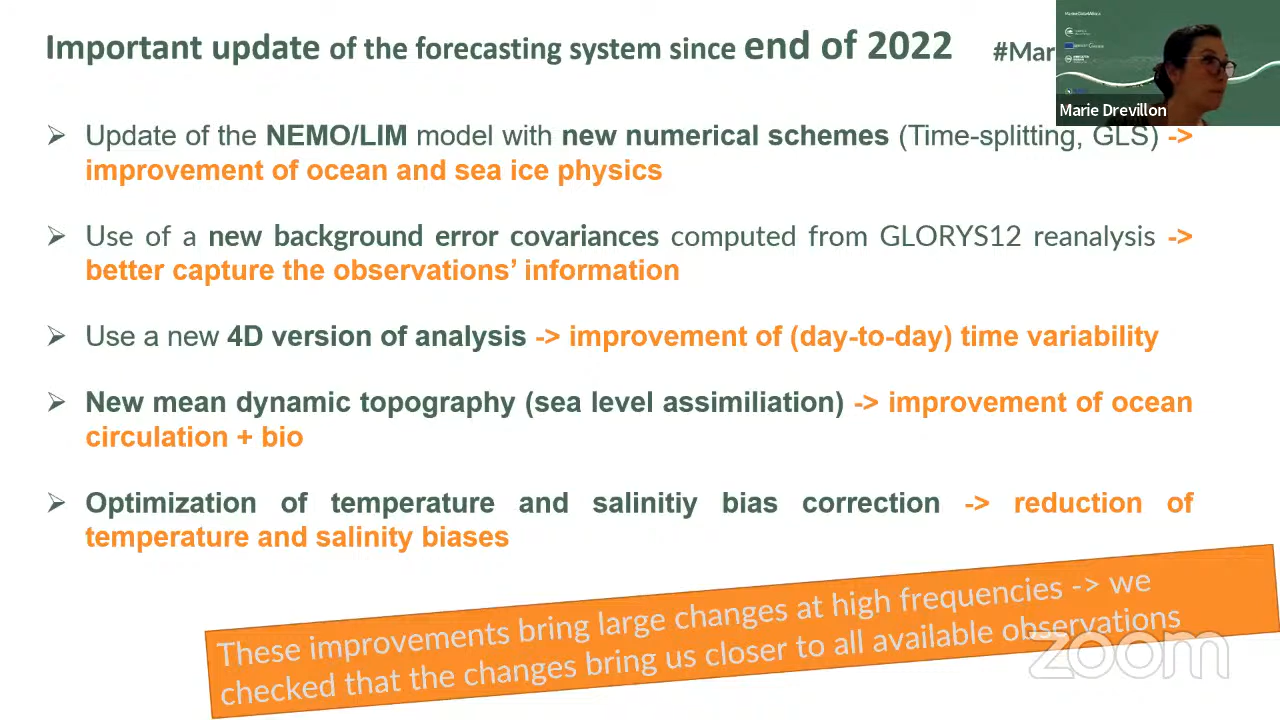 Important update of the forecasting system since end of 2022 #Mar
Marie Drevillon
➢ Update of the NEMO/LIM model with new numerical schemes (Time-splitting, GLS) ->
improvement of ocean and sea ice physics
➢ Use of a new background error covariances computed from GLORYS12 reanalysis ->
better capture the observations’ information
➢ Use a new 4D version of analysis -> improvement of (day-to-day) time variability
➢ New mean dynamic topography (sea level assimiliation) -> improvement of ocean
circulation + bio
➢ Optimization of temperature and salinitiy bias correction -> reduction of
temperature and salinity biases
These improvements bring large changes at high frequencies -> we
checked that the changes bring us closer to all available observations
zoom